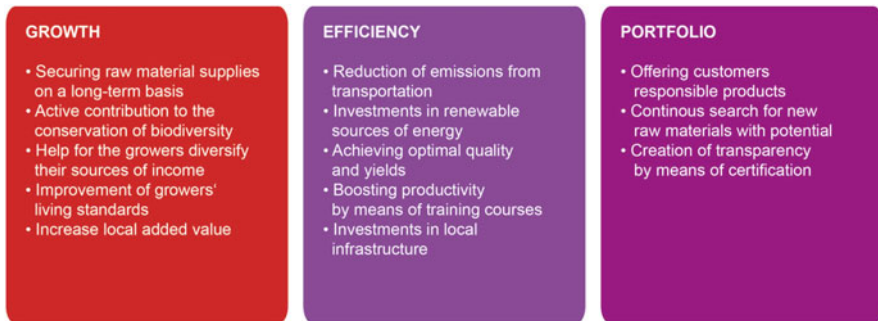 GROWTH
• Securing raw material supplies
on a long-term basis
• Active contribution to the
conservation of biodiversity
• Help for the growers diversify
their sources of income
• Improvement of growers'
living standards
• Increase local added value
EFFICIENCY
• Reduction of emissions from
transportation
• Investments in renewable
sources of energy
• Achieving optimal quality
and yields
• Boosting productivity
by means of training courses
• Investments in local
infrastructure
PORTFOLIO
• Offering customers
responsible products
• Continous search for new
raw materials with potential
• Creation of transparency
by means of certification